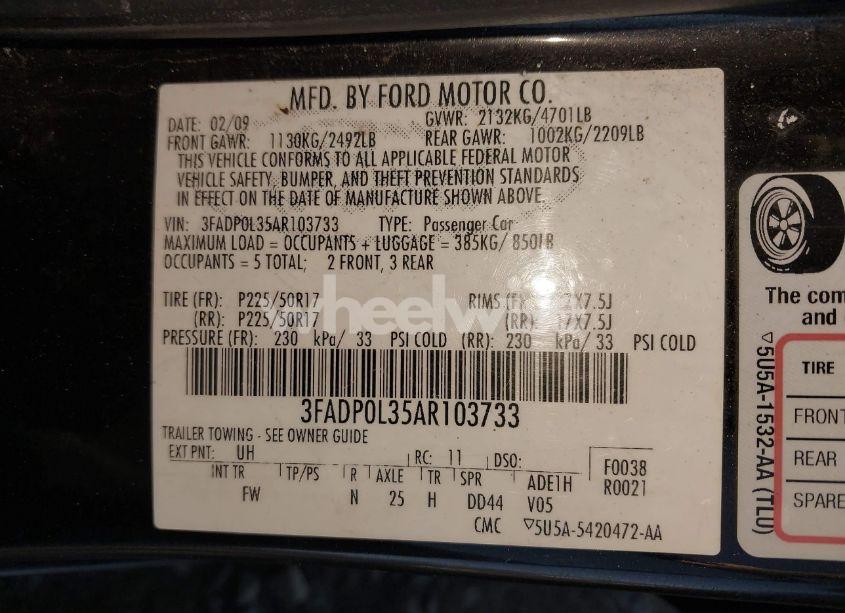 MFD. BY FORD MOTOR CO.
DATE: 02/09 GVWR: 2132KG/4701LB
FRONT GAWR: 1130KG/2492LB REAR GAWR: 1002KG/2209LB
THIS VEHICLE CONFORMS TO ALL APPLICABLE FEDERAL MOTOR
VEHICLE SAFETY, BUMPER, AND THEFT PREVENTION STANDARDS
IN EFFECT ON THE DATE OF MANUFACTURE SHOWN ABOVE.
VIN: 3FADP0L35AR103733 TYPE: Passenger Car
MAXIMUM LOAD = OCCUPANTS + LUGGAGE = 385KG/ 850LB
OCCUPANTS = 5 TOTAL; 2 FRONT, 3 REAR
TIRE (FR): P225/50R17 RIMS (FR): 17X7.5J
(RR): P225/50R17 (RR): 17X7.5J
wheelwi
PRESSURE (FR): 230 kPa/ 33 PSI COLD (RR): 230 kPa/ 33 PSI COLD
3FADP0L35AR103733
TRAILER TOWING - SEE OWNER GUIDE
EXT PNT: UH RC: 11 DSO: F0038
INT TR TP/PS R AXLE TR SPR ADE1H R0021
FW N 25 H DD44 V05
CMC ▽5U5A-5420472-AA
The com
and
▽5U5A-1532-AA (TLU)
TIRE
FRONT
REAR
SPARE